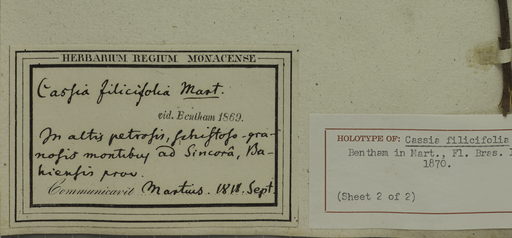 HERBARIUM REGIUM MONACENSE
Cassia filicifolia Mart.
vid. Bentham 1869.
In altis petrosis, schistoso-gra-
nosis montibus ad Sincorá, Ba-
hiensis prov.
Communicavit Martius. 1818. Sept.
HOLOTYPE OF: Cassia filicifolia
Bentham in Mart., Fl. Bras.
1870.
(Sheet 2 of 2)